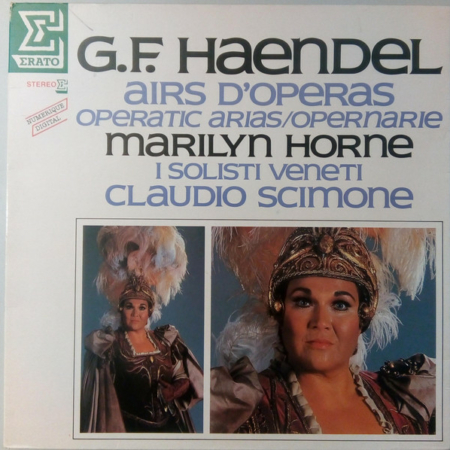 ERATO
STEREO
NUMERIQUE
DIGITAL
G.F. HAENDEL
AIRS D'OPERAS
OPERATIC ARIAS/OPERNARIE
MARILYN HORNE
I SOLISTI VENETI
CLAUDIO SCIMONE